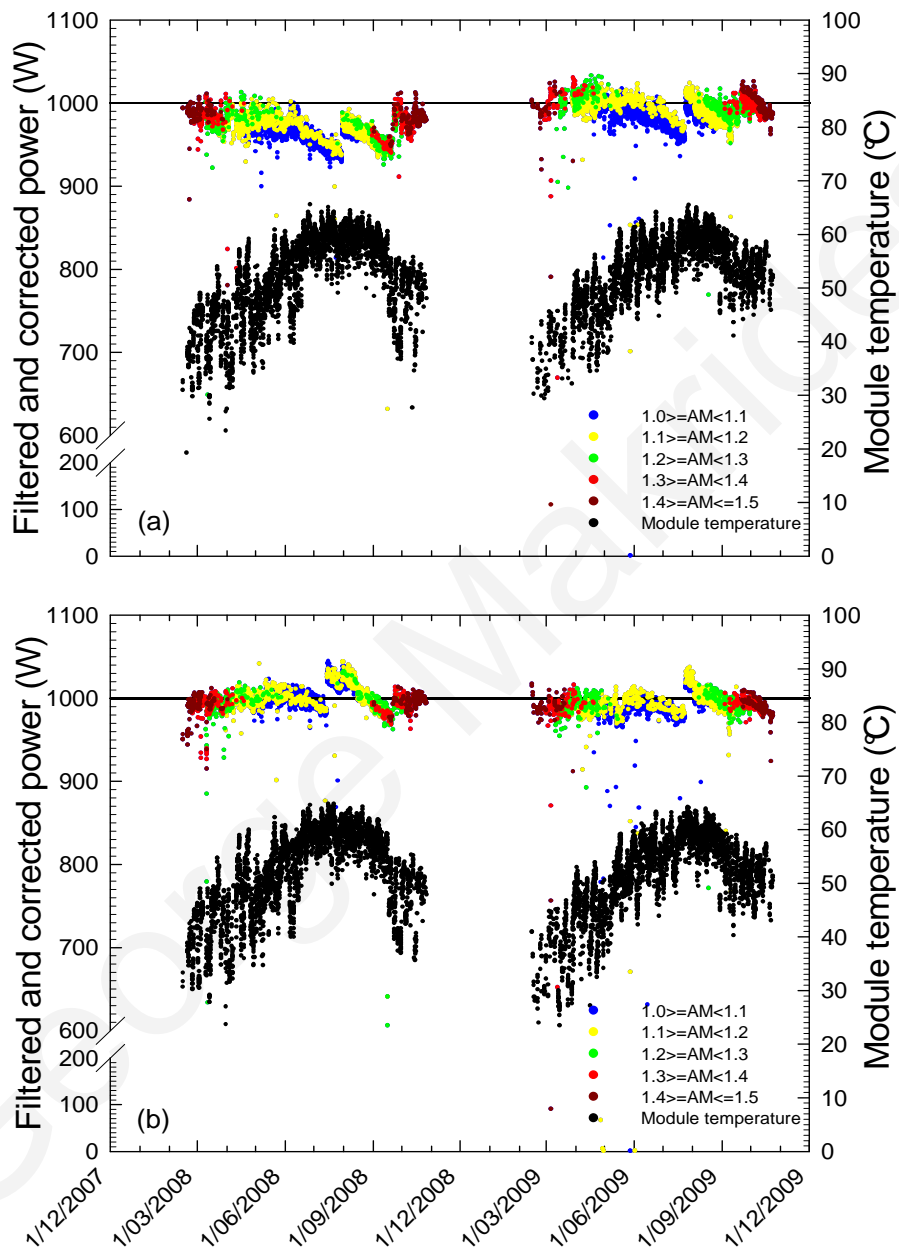 1100
1000
900
800
700
600
200
100
0
Filtered and corrected power (W)
100
90
80
70
60
50
40
30
20
10
0
Module temperature (°C)
1.0>=AM<1.1
1.1>=AM<1.2
1.2>=AM<1.3
1.3>=AM<1.4
1.4>=AM<=1.5
Module temperature
(a)
1100
1000
900
800
700
600
200
100
0
Filtered and corrected power (W)
100
90
80
70
60
50
40
30
20
10
0
Module temperature (°C)
1.0>=AM<1.1
1.1>=AM<1.2
1.2>=AM<1.3
1.3>=AM<1.4
1.4>=AM<=1.5
Module temperature
(b)
1/12/2007
1/03/2008
1/06/2008
1/09/2008
1/12/2008
1/03/2009
1/06/2009
1/09/2009
1/12/2009
George Makrides